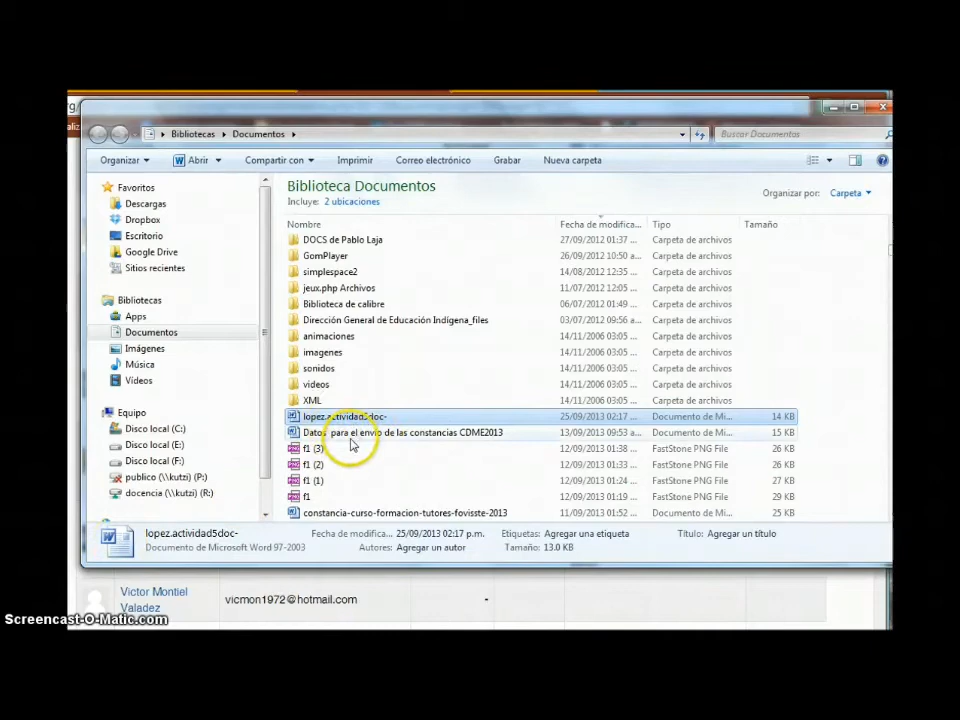 rg/
Bibliotecas Documentos
Buscar Documentos
Organizar Abrir Compartir con Imprimir Correo electrónico Grabar Nueva carpeta
Favoritos
Descargas
Dropbox
Escritorio
Google Drive
Sitios recientes
Bibliotecas
Apps
Documentos
Imágenes
Música
Vídeos
Equipo
Disco local (C:)
Disco local (E:)
Disco local (F:)
publico (\\kutzi) (P:)
docencia (\\kutzi) (R:)
Biblioteca Documentos
Incluye: 2 ubicaciones
Organizar por: Carpeta
Nombre Fecha de modifica... Tipo Tamaño
DOCS de Pablo Laja 27/09/2012 01:37 ... Carpeta de archivos
GomPlayer 26/09/2012 10:50 a... Carpeta de archivos
simplespace2 14/08/2012 12:35 ... Carpeta de archivos
jeux.php Archivos 11/07/2012 12:05 ... Carpeta de archivos
Biblioteca de calibre 06/07/2012 01:49 ... Carpeta de archivos
Dirección General de Educación Indígena_files 03/07/2012 09:56 a... Carpeta de archivos
animaciones 14/11/2006 03:05 ... Carpeta de archivos
imagenes 14/11/2006 03:05 ... Carpeta de archivos
sonidos 14/11/2006 03:05 ... Carpeta de archivos
videos 14/11/2006 03:05 ... Carpeta de archivos
XML 14/11/2006 03:05 ... Carpeta de archivos
lopez.actividad5doc- 25/09/2013 02:17 ... Documento de Mi... 14 KB
Datos para el envio de las constancias CDME2013 13/09/2013 09:53 a... Documento de Mi... 15 KB
f1 (3) 12/09/2013 01:38 ... FastStone PNG File 26 KB
f1 (2) 12/09/2013 01:33 ... FastStone PNG File 26 KB
f1 (1) 12/09/2013 01:24 ... FastStone PNG File 27 KB
f1 12/09/2013 01:19 ... FastStone PNG File 26 KB
constancia-curso-formacion-tutores-fovisste-2013 11/09/2013 01:52 ... Documento de Mi... 25 KB
lopez.actividad5doc- Fecha de modifica... 25/09/2013 02:17 p.m. Etiquetas: Agregar una etiqueta Título: Agregar un título
Documento de Microsoft Word 97-2003 Autores: Agregar un autor Tamaño: 13.0 KB
Victor Montiel
Valadez
vicmon1972@hotmail.com -
Screencast-O-Matic.com